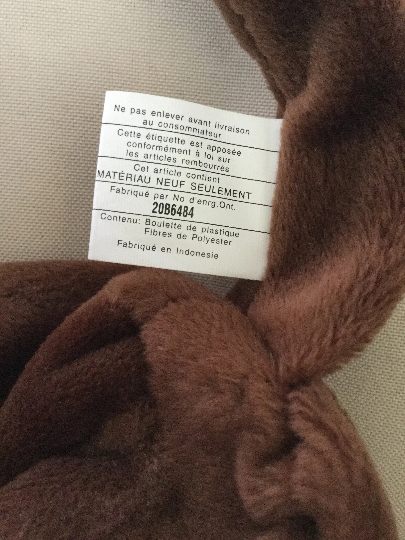 Ne pas enlever avant livraison
au consommateur
Cette étiquette est apposée
conformément à loi sur
les articles rembourrés
Cet article contient
MATÉRIAU NEUF SEULEMENT
Fabriqué par No d'enrg.Ont.
20B6484
Contenu: Boulette de plastique
Fibres de Polyester
Fabriqué en Indonesie